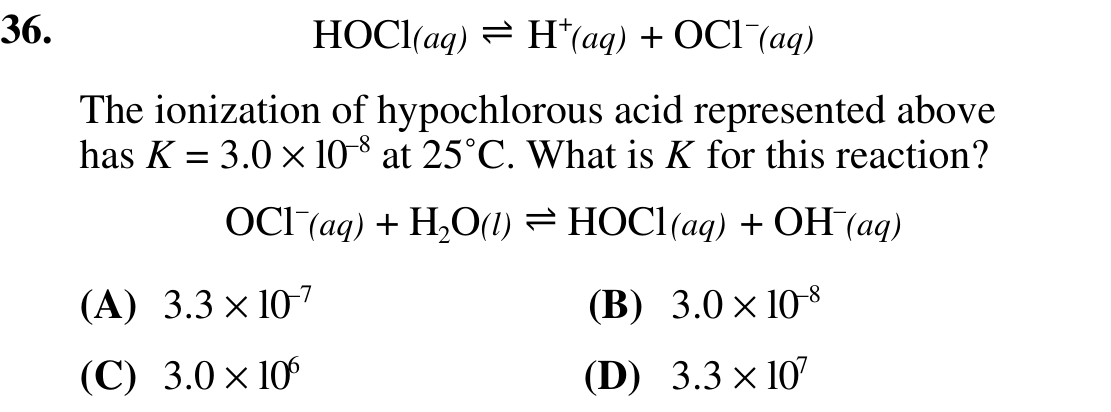 36. HOCl(aq) ⇌ H⁺(aq) + OCl⁻(aq)
The ionization of hypochlorous acid represented above
has K = 3.0 × 10⁻⁸ at 25˚C. What is K for this reaction?
OCl⁻(aq) + H₂O(l) ⇌ HOCl(aq) + OH⁻(aq)
(A) 3.3 × 10⁻⁷ (B) 3.0 × 10⁻⁸
(C) 3.0 × 10⁶ (D) 3.3 × 10⁷